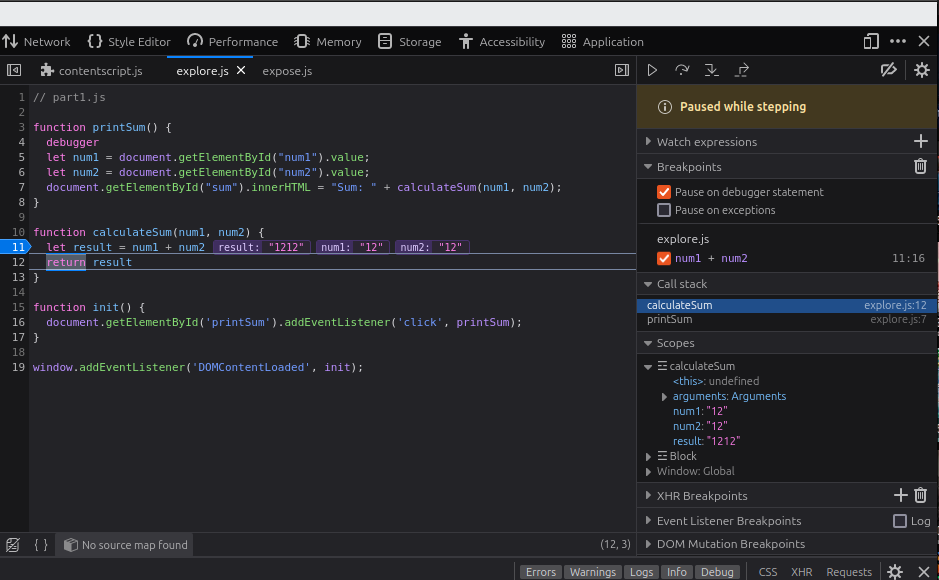 Network Style Editor Performance Memory Storage Accessibility Application
contentscript.js explore.js expose.js
1 // part1.js
2
3 function printSum() {
4 debugger
5 let num1 = document.getElementById("num1").value;
6 let num2 = document.getElementById("num2").value;
7 document.getElementById("sum").innerHTML = "Sum: " + calculateSum(num1, num2);
8 }
9
10 function calculateSum(num1, num2) {
11 let result = num1 + num2 result: "1212" num1: "12" num2: "12"
12 return result
13 }
14
15 function init() {
16 document.getElementById('printSum').addEventListener('click', printSum);
17 }
18
19 window.addEventListener('DOMContentLoaded', init);
{ } No source map found (12, 3)
Paused while stepping
Watch expressions
Breakpoints
Pause on debugger statement
Pause on exceptions
explore.js
num1 + num2 11:16
Call stack
calculateSum explore.js:12
printSum explore.js:7
Scopes
calculateSum
<this>: undefined
arguments: Arguments
num1: "12"
num2: "12"
result: "1212"
Block
Window: Global
XHR Breakpoints
Event Listener Breakpoints Log
DOM Mutation Breakpoints
Errors Warnings Logs Info Debug CSS XHR Requests